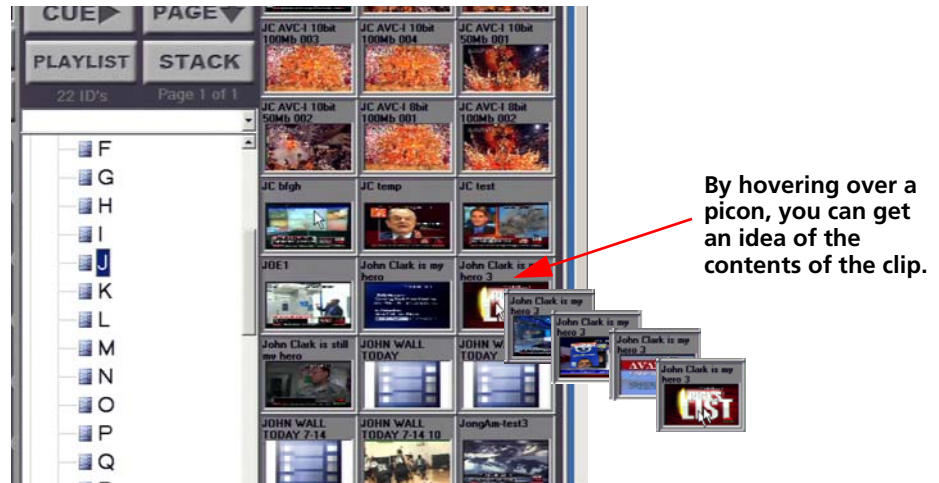 CUE PAGE
PLAYLIST STACK
22 ID's Page 1 of 1
F
G
H
I
J
K
L
M
N
O
P
Q
JC AVC-I 10bit 100Mb 003
JC AVC-I 10bit 100Mb 004
JC AVC-I 10bit 50Mb 001
JC AVC-I 10bit 50Mb 002
JC AVC-I 8bit 100Mb 001
JC AVC-I 8bit 100Mb 002
JC bfgh
JC temp
JC test
JOE1
John Clark is my hero
John Clark is my hero 3
John Clark is my hero 3
John Clark is my hero 3
hero 3
John Clark is my hero 3
LIST
John Clark is still my hero
JOHN WALL TODAY
JOHN W
TODAY
JOHN WALL TODAY 7-14
JOHN WALL TODAY 7-14 10
JongAm-test3
By hovering over a
picon, you can get
an idea of the
contents of the clip.